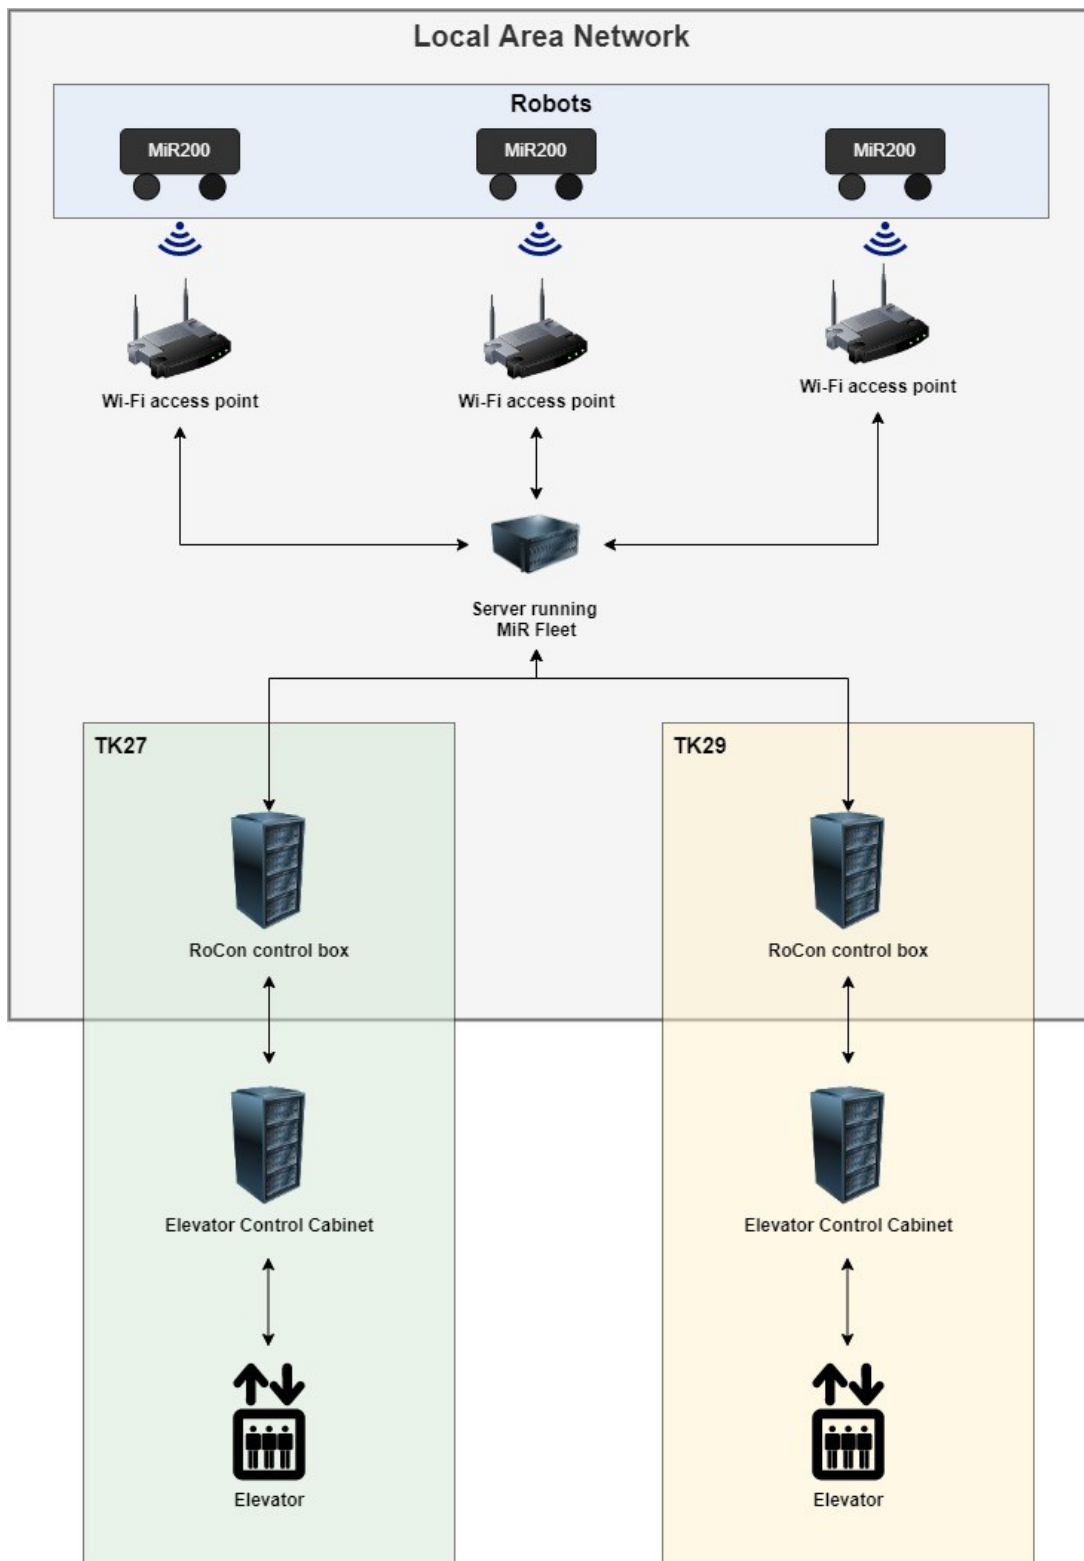 Local Area Network
Robots
MiR200
MiR200
MiR200
Wi-Fi access point
Wi-Fi access point
Wi-Fi access point
Server running
MiR Fleet
TK27
TK29
RoCon control box
RoCon control box
Elevator Control Cabinet
Elevator Control Cabinet
Elevator
Elevator